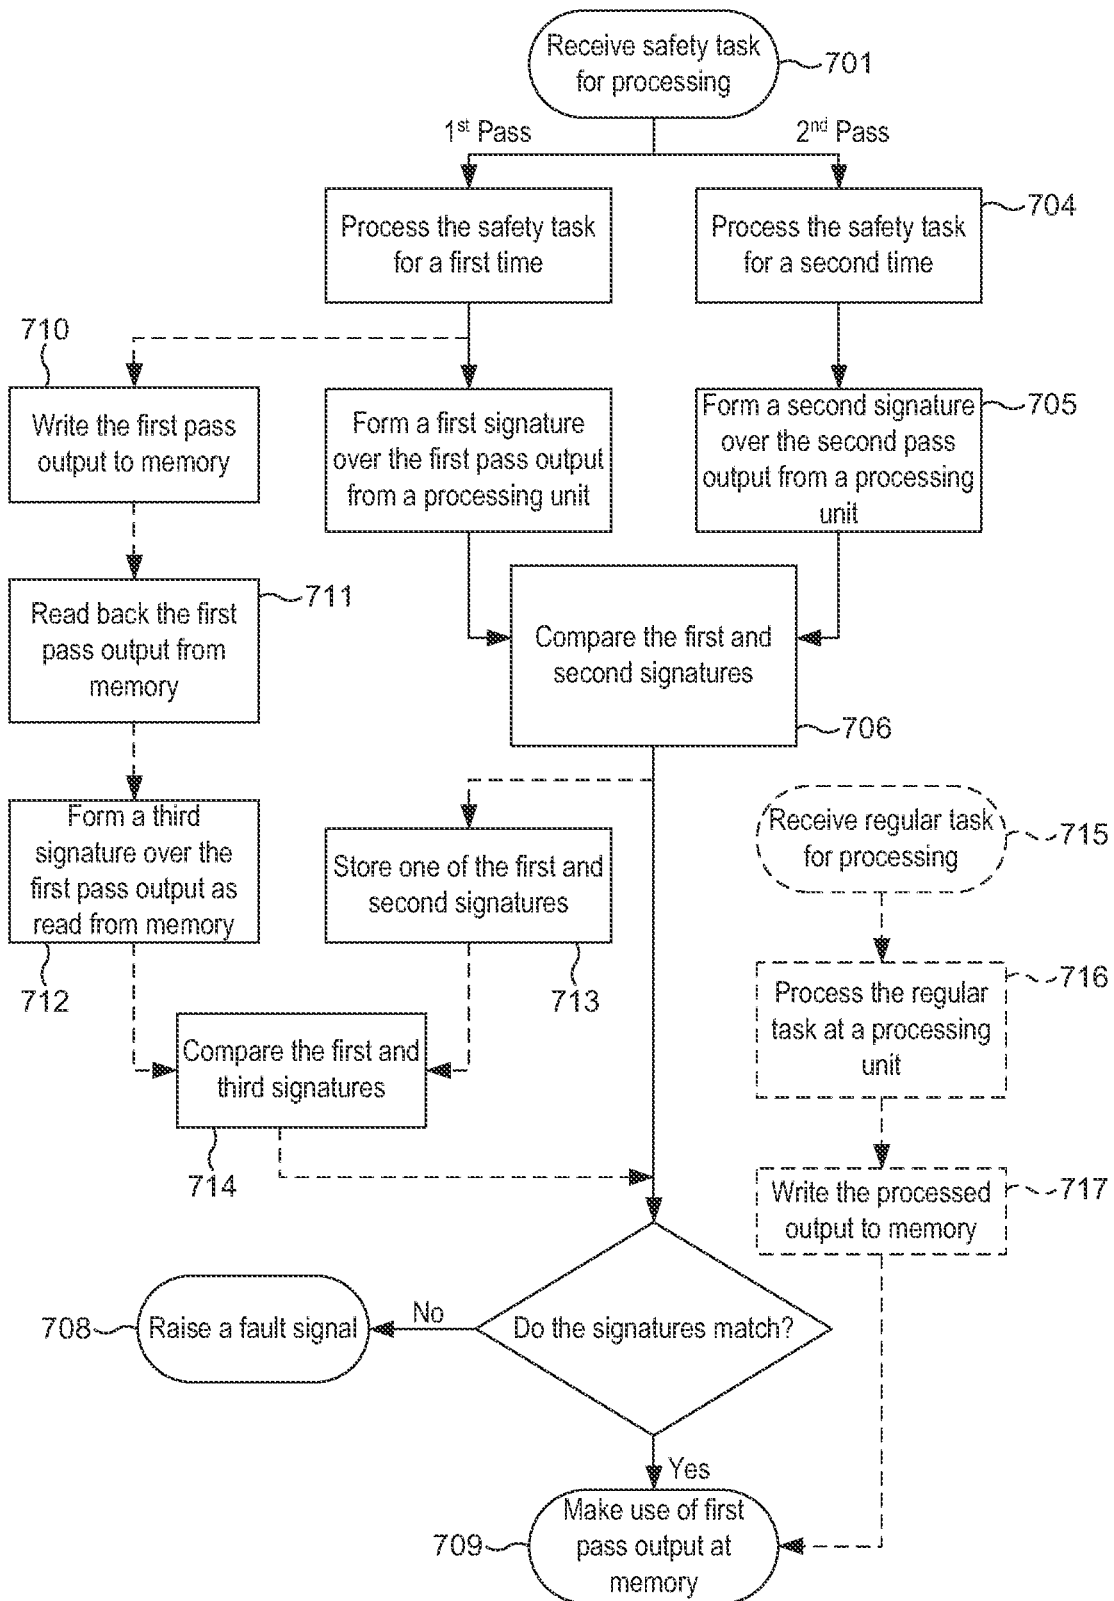 Receive safety task
for processing
701
1st Pass
2nd Pass
Process the safety task
for a first time
Process the safety task
for a second time
704
710
Write the first pass
output to memory
Form a first signature
over the first pass output
from a processing unit
Form a second signature
over the second pass
output from a processing
unit
705
Read back the first
pass output from
memory
711
Compare the first and
second signatures
706
Form a third
signature over the
first pass output as
read from memory
712
Store one of the first and
second signatures
713
Receive regular task
for processing
715
Process the regular
task at a processing
unit
716
Compare the first and
third signatures
714
Write the processed
output to memory
717
708
Raise a fault signal
No
Do the signatures match?
Yes
709
Make use of first
pass output at
memory